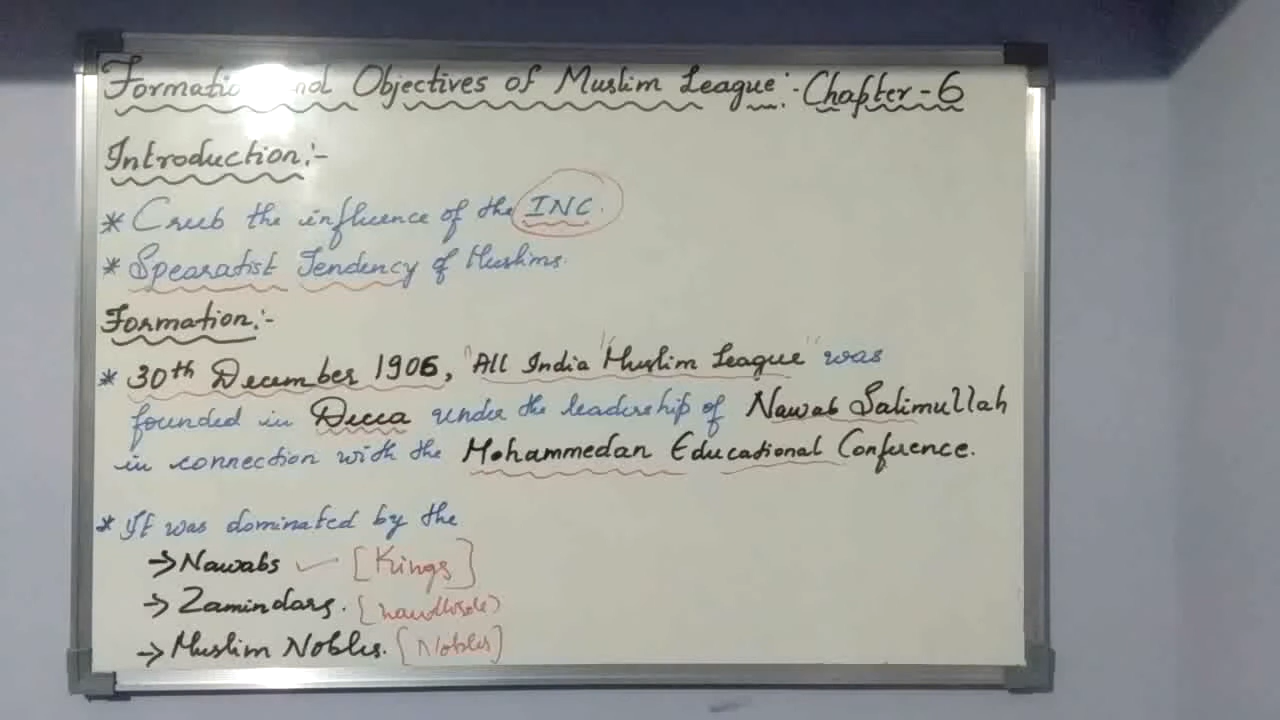 Formatio nd Objectives of Muslim League:- Chapter-6
Introduction:-
* Crub the influence of the INC.
* Spearatist Tendency of Muslims.
Formation:-
* 30th December 1906, "All India "Muslim League" was
founded in Decca under the leadership of Nawab Salimullah
in connection with the Mohammedan Educational Conference.
* It was dominated by the
→ Nawabs ✓ [Kings]
→ Zamindars. [
→ Muslim Nobles. [Nobles]